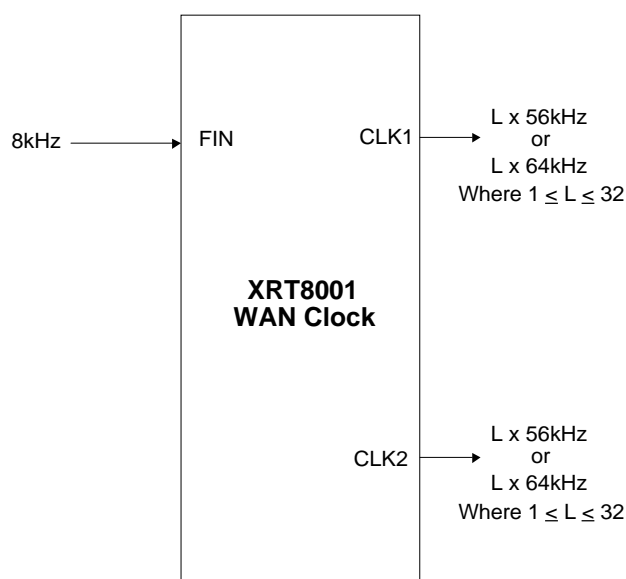 8kHz
FIN
CLK1
L x 56kHz
or
L x 64kHz
Where 1 ≤ L ≤ 32
XRT8001
WAN Clock
CLK2
L x 56kHz
or
L x 64kHz
Where 1 ≤ L ≤ 32